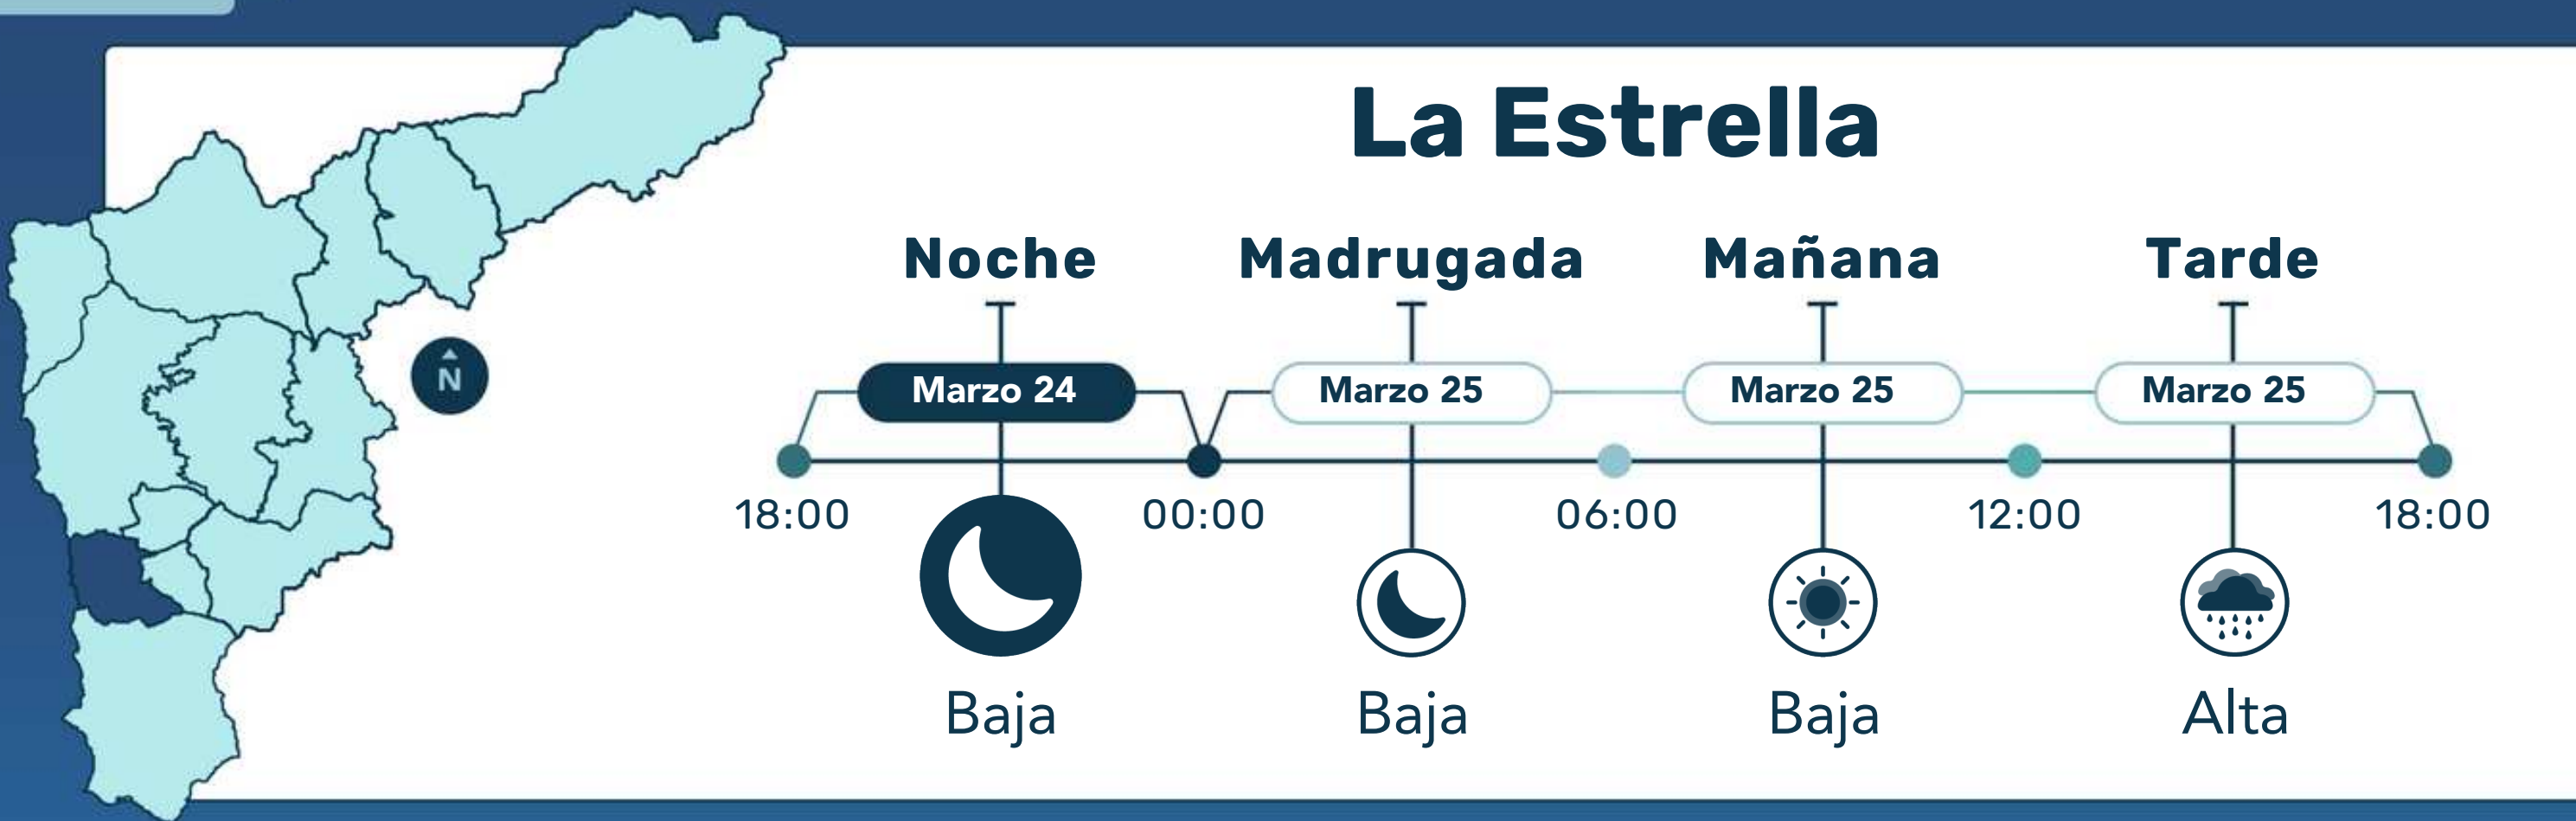 La Estrella
Noche Madrugada Mañana Tarde
N
Marzo 24 Marzo 25 Marzo 25 Marzo 25
18:00 00:00 06:00 12:00 18:00
Baja Baja Baja Alta